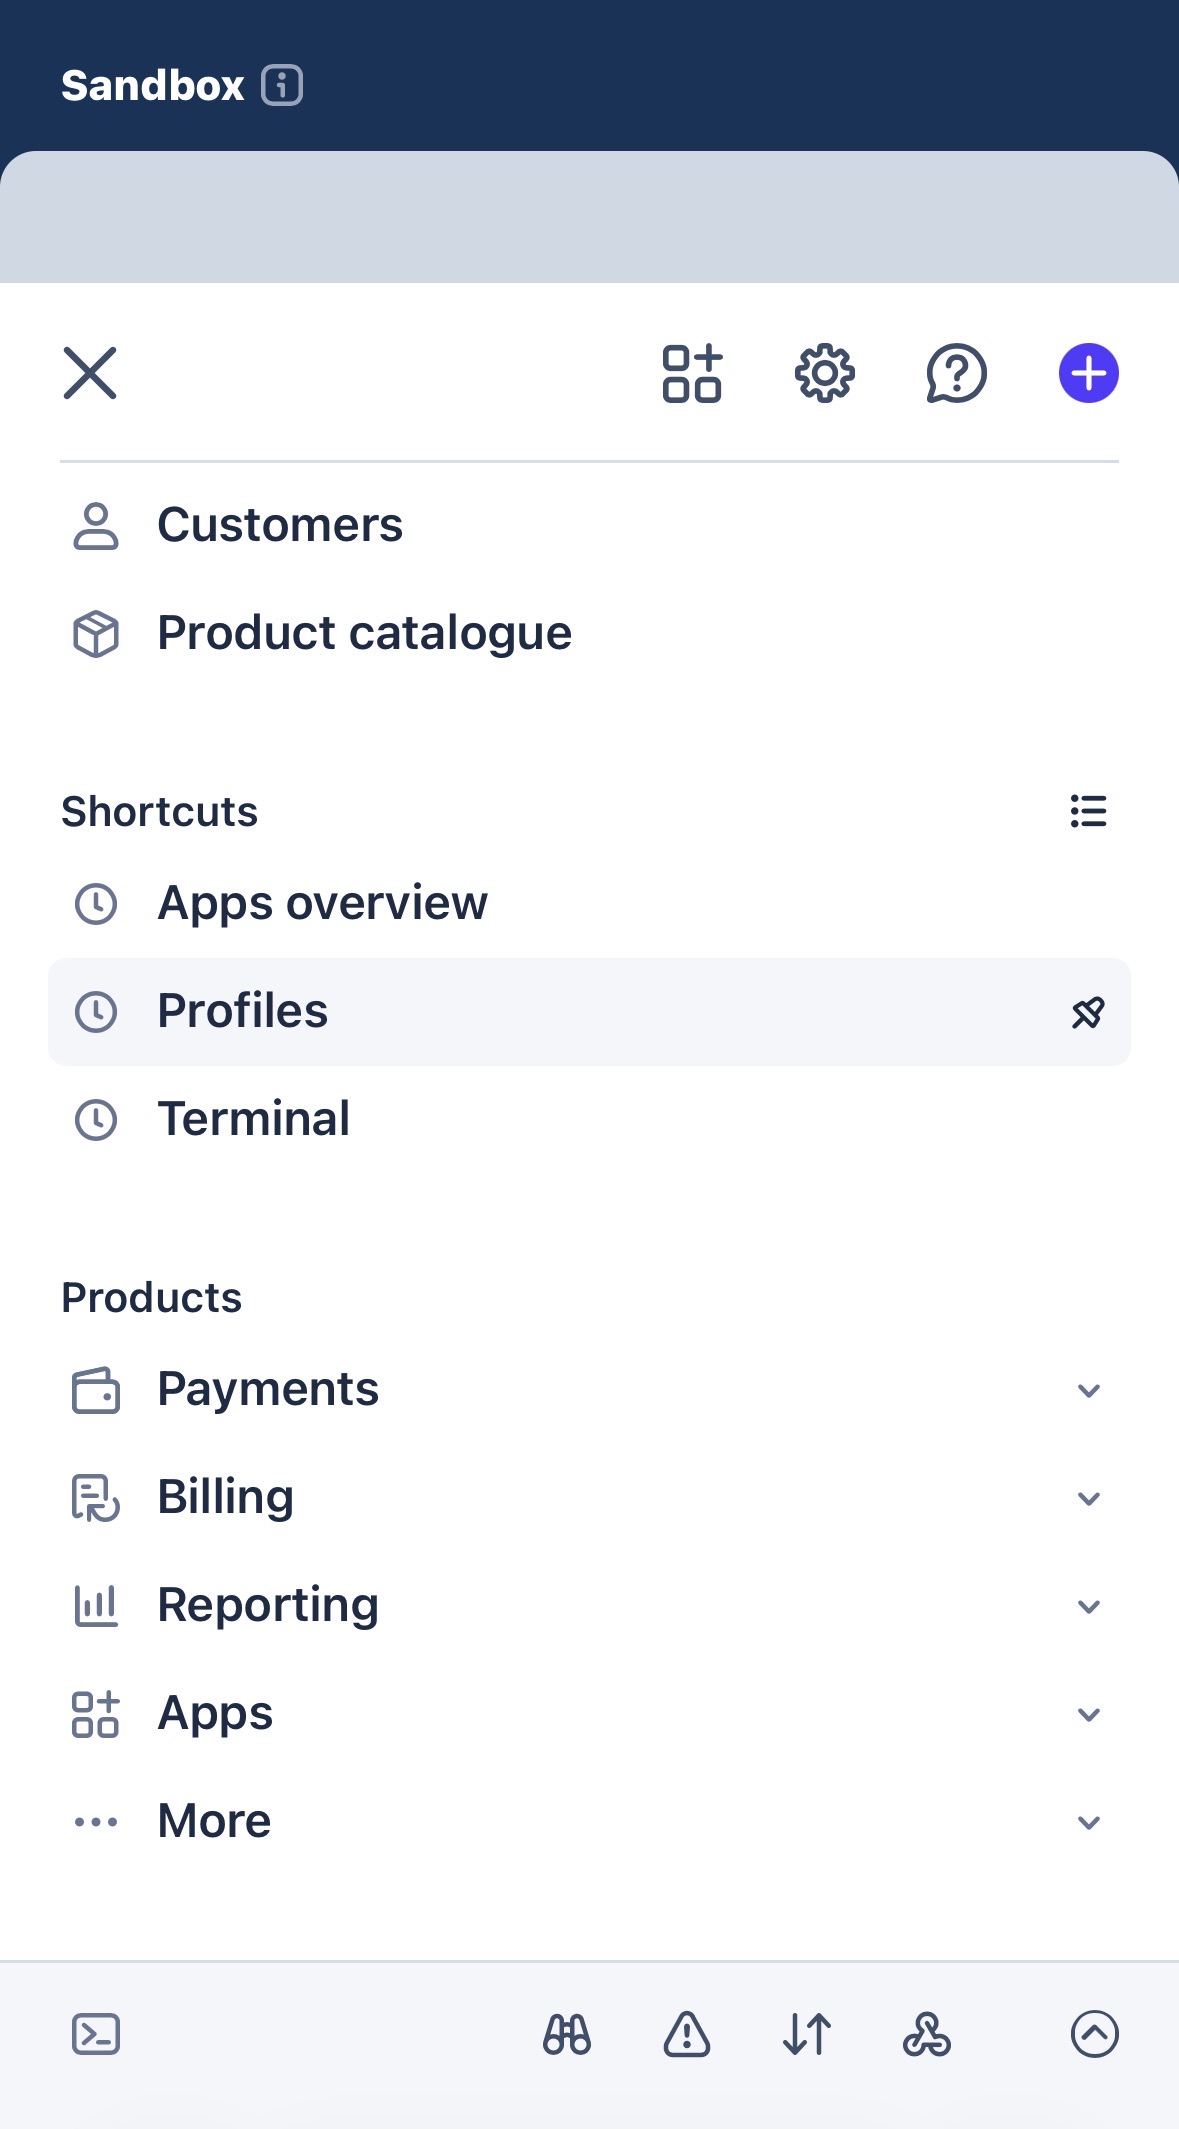 Sandbox
Customers
Product catalogue
Shortcuts
Apps overview
Profiles
Terminal
Products
Payments
Billing
Reporting
Apps
More